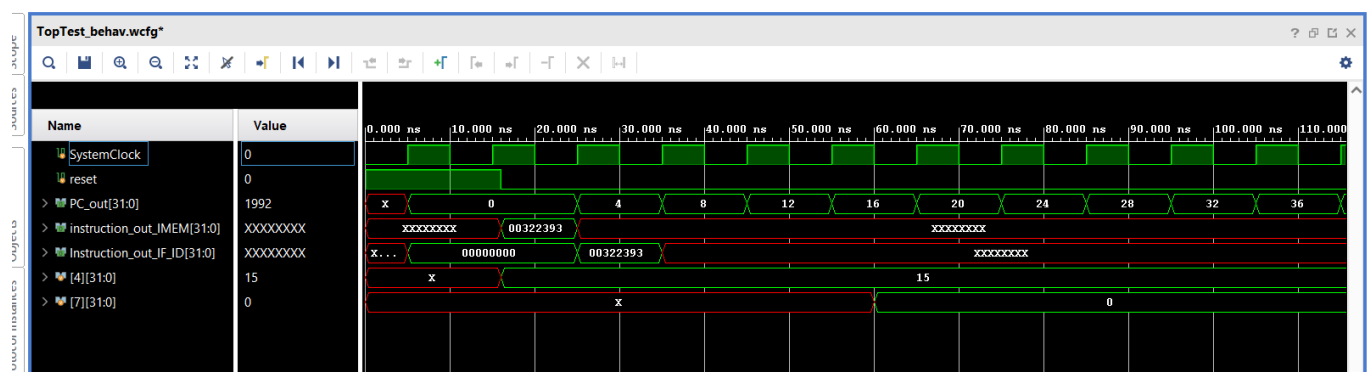 TopTest_behav.wcfg*
Name Value
SystemClock 0
reset 0
PC_out[31:0] 1992
instruction_out_IMEM[31:0] XXXXXXXX
Instruction_out_IF_ID[31:0] XXXXXXXX
[4][31:0] 15
[7][31:0] 0
0.000 ns 10.000 ns 20.000 ns 30.000 ns 40.000 ns 50.000 ns 60.000 ns 70.000 ns 80.000 ns 90.000 ns 100.000 ns 110.000
X 0 4 8 12 16 20 24 28 32 36
XXXXXXXX 00322393 XXXXXXXX
X... 00000000 00322393 XXXXXXXX
X 15
X 0